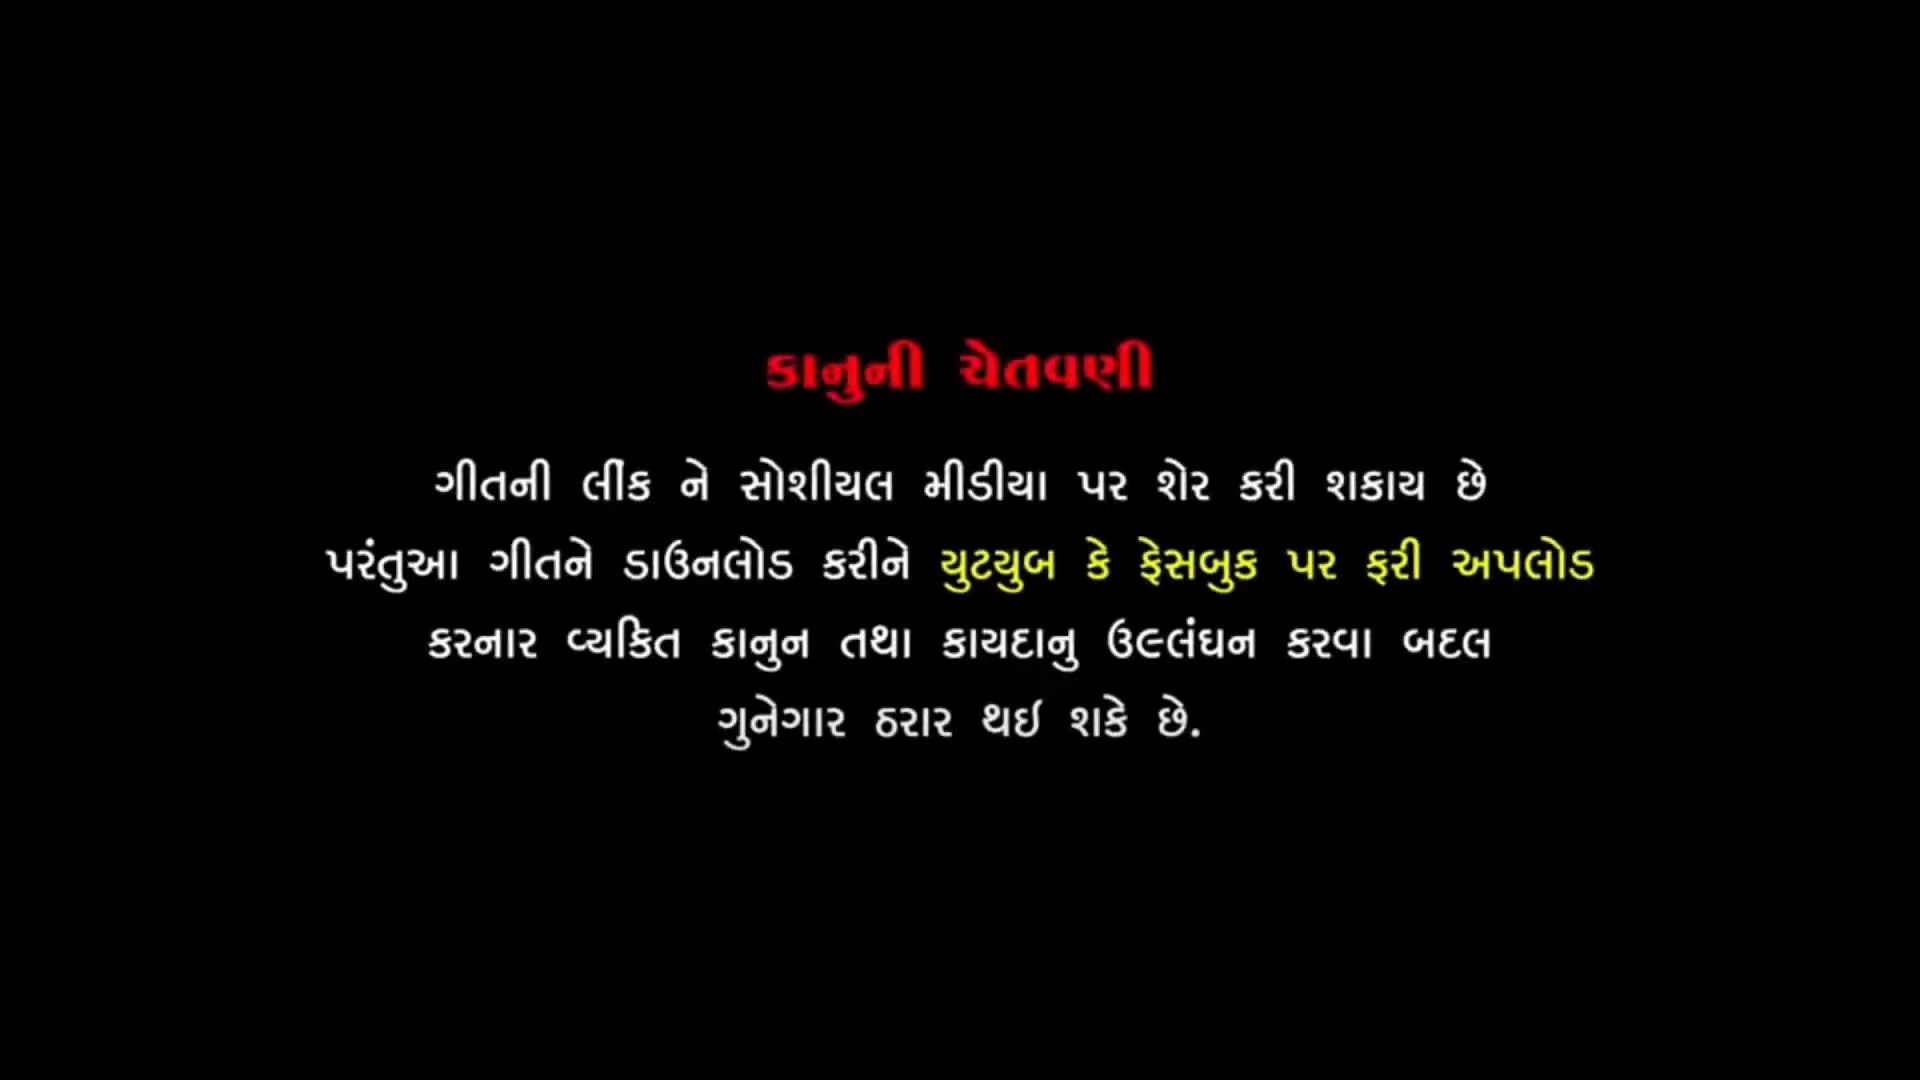 કાનુની ચેતવણી
ગીતની લીંક ને સોશીયલ મીડીયા પર શેર કરી શકાય છે
પરંતુઆ ગીતને ડાઉનલોડ કરીને યુટયુબ કે ફેસબુક પર ફરી અપલોડ
કરનાર વ્યકિત કાનુન તથા કાયદાનુ ઉલ્લંઘન કરવા બદલ
ગુનેગાર ઠરાર થઈ શકે છે.